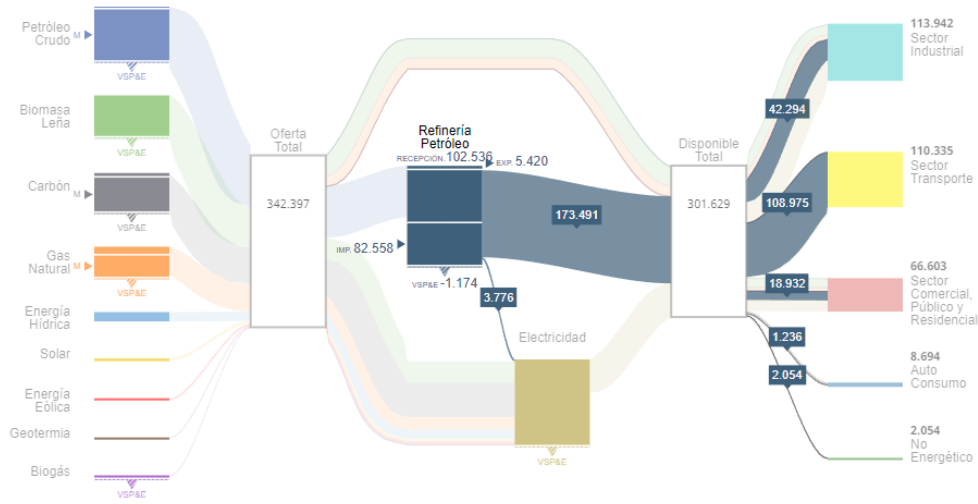 Petróleo
Crudo
M
VSP&E
Biomasa
Leña
VSP&E
Carbón
M
VSP&E
Gas
Natural
M
VSP&E
Energía
Hídrica
Solar
Energía
Eólica
Geotermia
Biogás
VSP&E
Oferta
Total
342.397
Refinería
Petróleo
RECEPCIÓN. 102.536
EXP. 5.420
IMP. 82.558
VSP&E -1.174
173.491
3.776
Electricidad
VSP&E
Disponible
Total
301.629
42.294
108.975
18.932
1.236
2.054
113.942
Sector
Industrial
110.335
Sector
Transporte
66.603
Sector
Comercial,
Público y
Residencial
8.694
Auto
Consumo
2.054
No
Energético